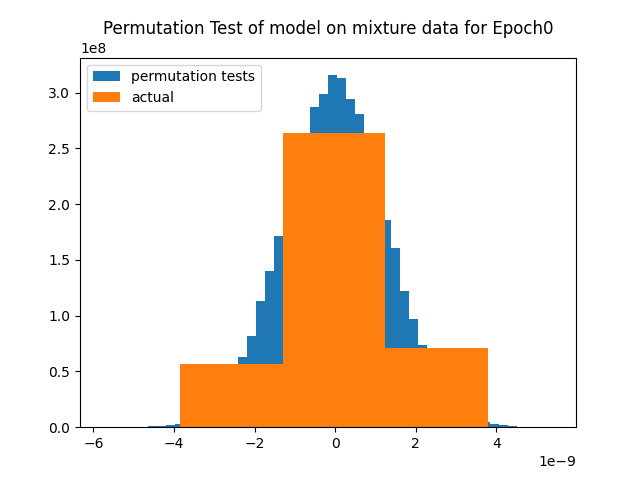 Permutation Test of model on mixture data for Epoch0
1e8
permutation tests
actual
3.0
2.5
2.0
1.5
1.0
0.5
0.0
−6 −4 −2 0 2 4
1e−9